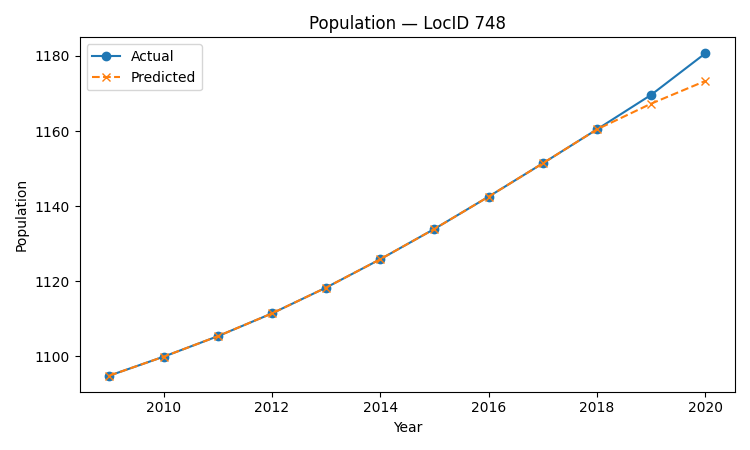 Population — LocID 748
Actual
Predicted
1180
1160
1140
1120
1100
Population
2010 2012 2014 2016 2018 2020
Year